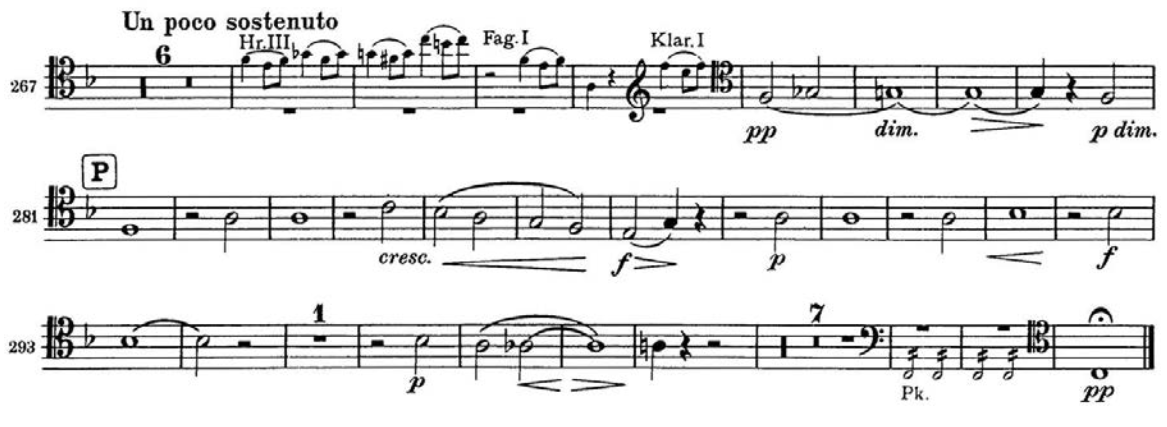 Un poco sostenuto
6 Hr.III Fag.I Klar.I
267
pp dim. p dim.
P
281
cresc. f p f
1 7
293
p Pk. pp